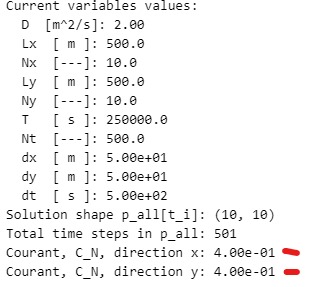 Current variables values:
D [m^2/s]: 2.00
Lx [ m ]: 500.0
Nx [---]: 10.0
Ly [ m ]: 500.0
Ny [---]: 10.0
T [ s ]: 250000.0
Nt [---]: 500.0
dx [ m ]: 5.00e+01
dy [ m ]: 5.00e+01
dt [ s ]: 5.00e+02
Solution shape p_all[t_i]: (10, 10)
Total time steps in p_all: 501
Courant, C_N, direction x: 4.00e-01
Courant, C_N, direction y: 4.00e-01